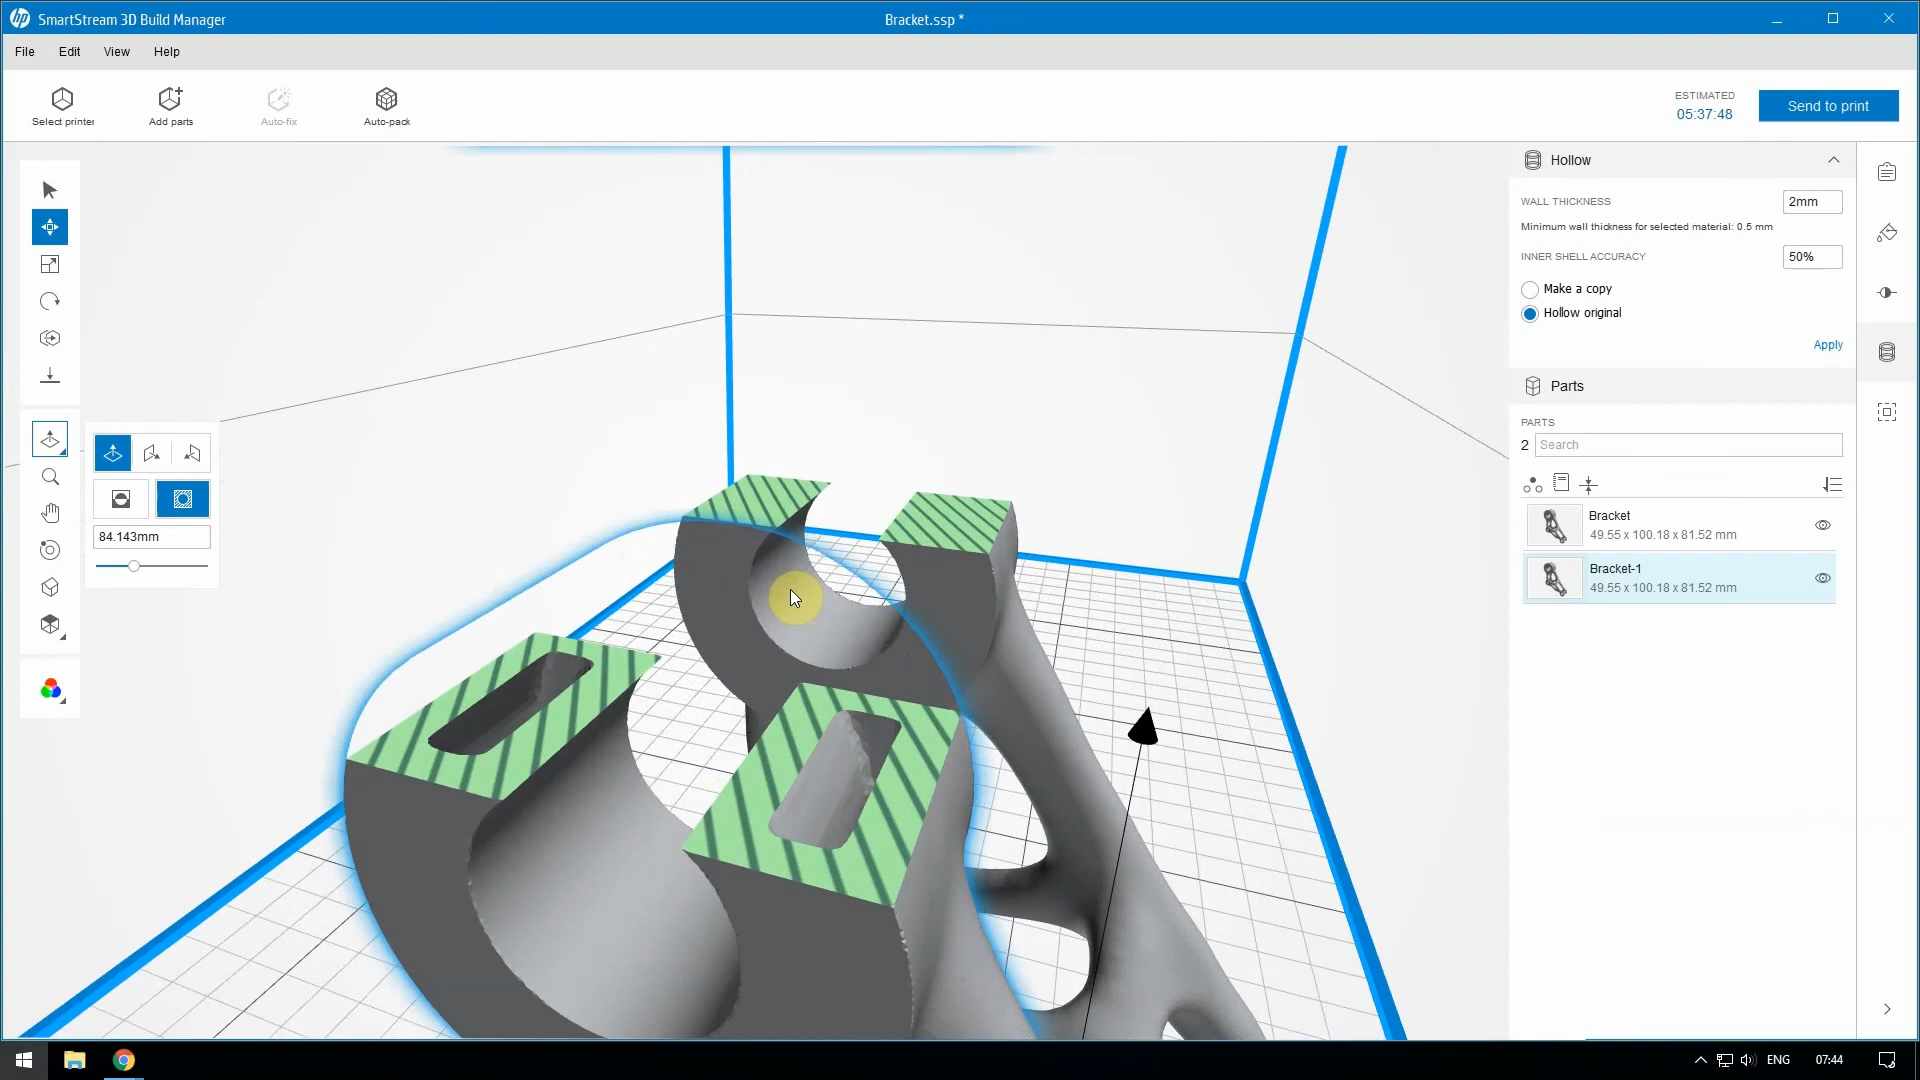 hp SmartStream 3D Build Manager Bracket.ssp *
File Edit View Help
Select printer Add parts Auto-fix Auto-pack
ESTIMATED
05:37:48
Send to print
84.143mm
Hollow
WALL THICKNESS 2mm
Minimum wall thickness for selected material: 0.5 mm
INNER SHELL ACCURACY 50%
Make a copy
Hollow original
Apply
Parts
PARTS
2 Search
Bracket
49.55 x 100.18 x 81.52 mm
Bracket-1
49.55 x 100.18 x 81.52 mm
ENG 07:44